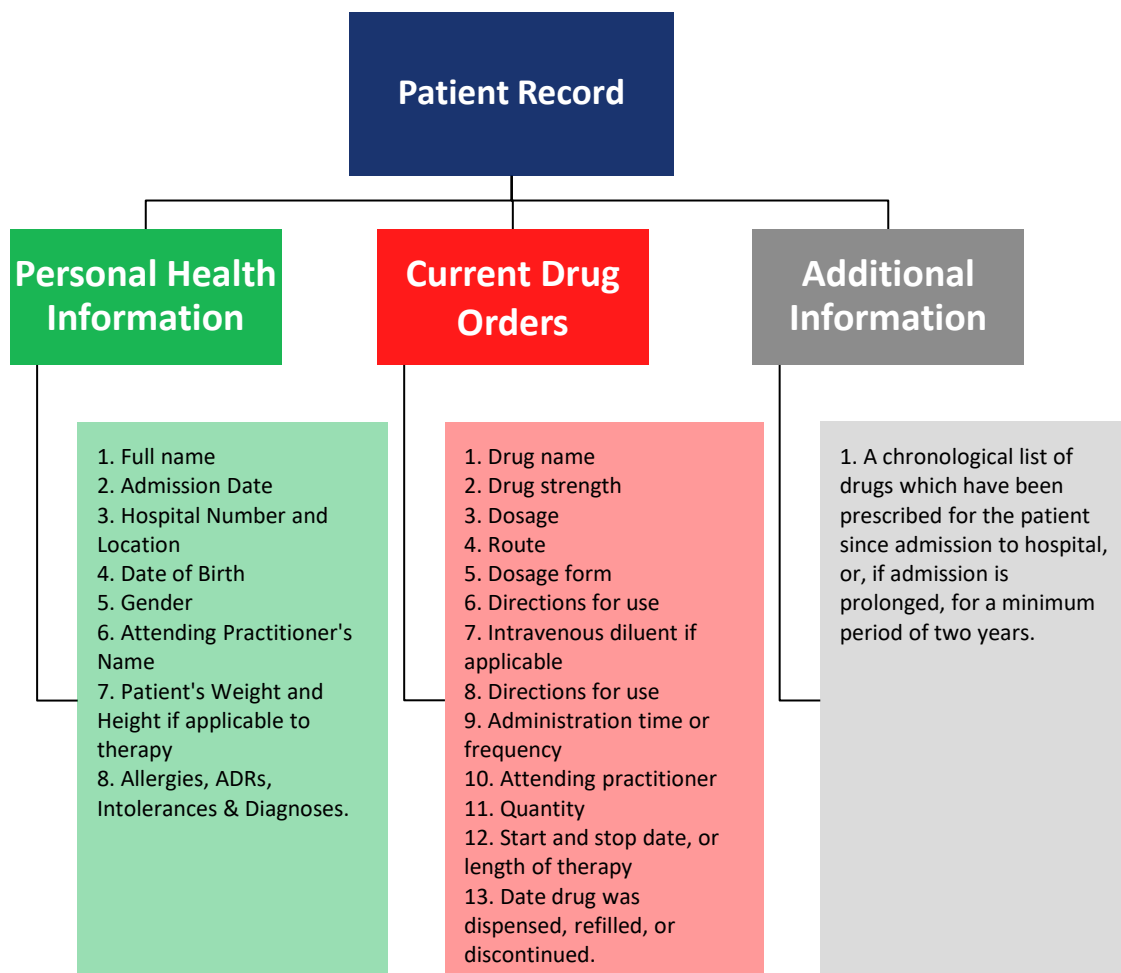 Patient Record
Personal Health
Information
Current Drug
Orders
Additional
Information
1. Full name
2. Admission Date
3. Hospital Number and
Location
4. Date of Birth
5. Gender
6. Attending Practitioner's
Name
7. Patient's Weight and
Height if applicable to
therapy
8. Allergies, ADRs,
Intolerances & Diagnoses.
1. Drug name
2. Drug strength
3. Dosage
4. Route
5. Dosage form
6. Directions for use
7. Intravenous diluent if
applicable
8. Directions for use
9. Administration time or
frequency
10. Attending practitioner
11. Quantity
12. Start and stop date, or
length of therapy
13. Date drug was
dispensed, refilled, or
discontinued.
1. A chronological list of
drugs which have been
prescribed for the patient
since admission to hospital,
or, if admission is
prolonged, for a minimum
period of two years.